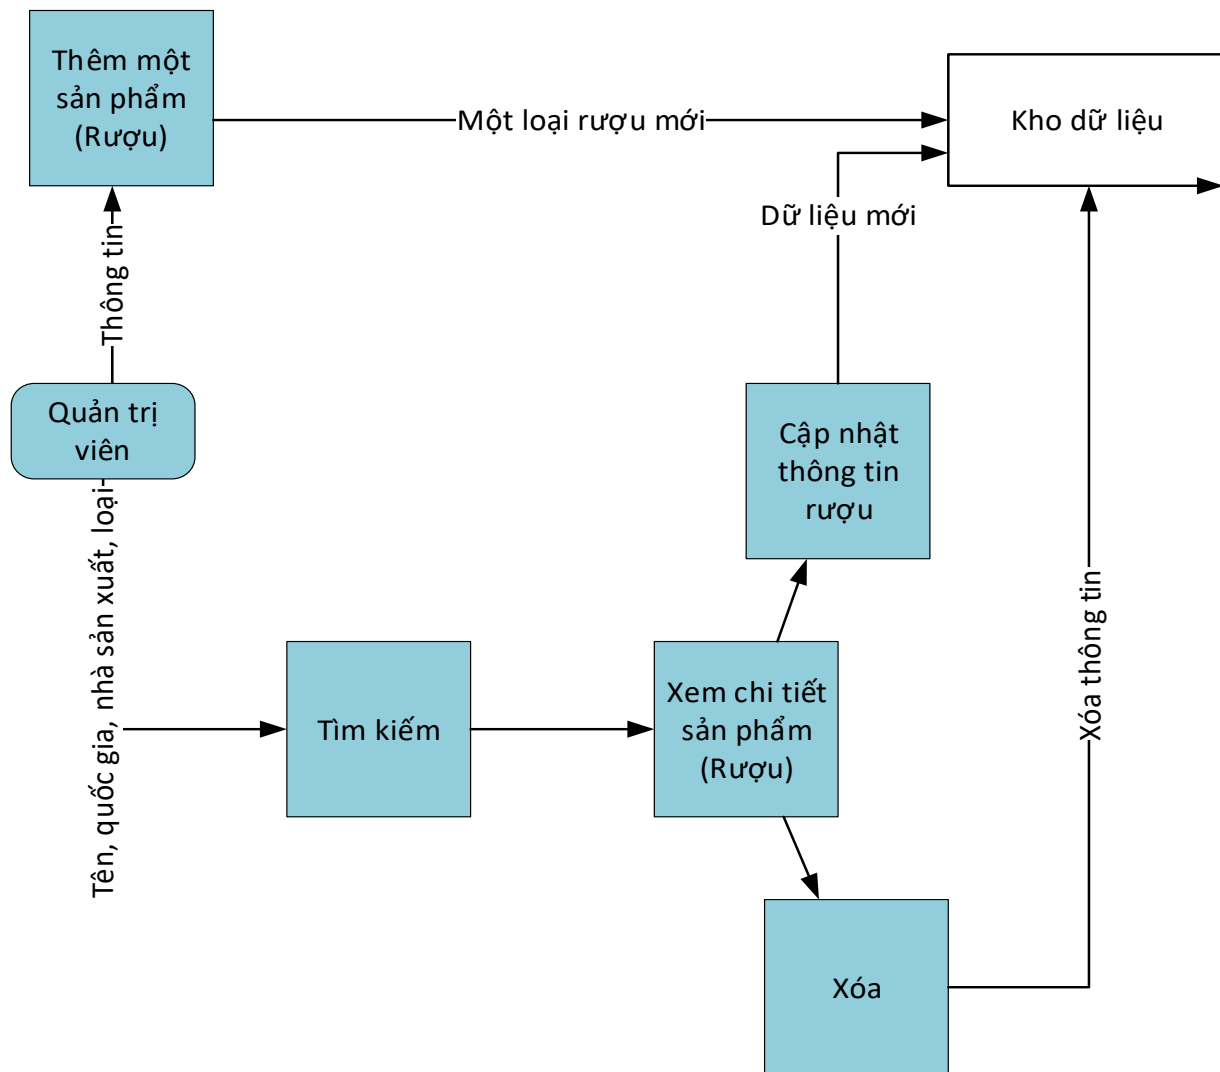 Thêm một
sản phẩm
(Rượu)
Một loại rượu mới
Kho dữ liệu
Dữ liệu mới
Thông tin
Quản trị
viên
Cập nhật
thông tin
rượu
Tên, quốc gia, nhà sản xuất, loại
Tìm kiếm
Xem chi tiết
sản phẩm
(Rượu)
Xóa thông tin
Xóa